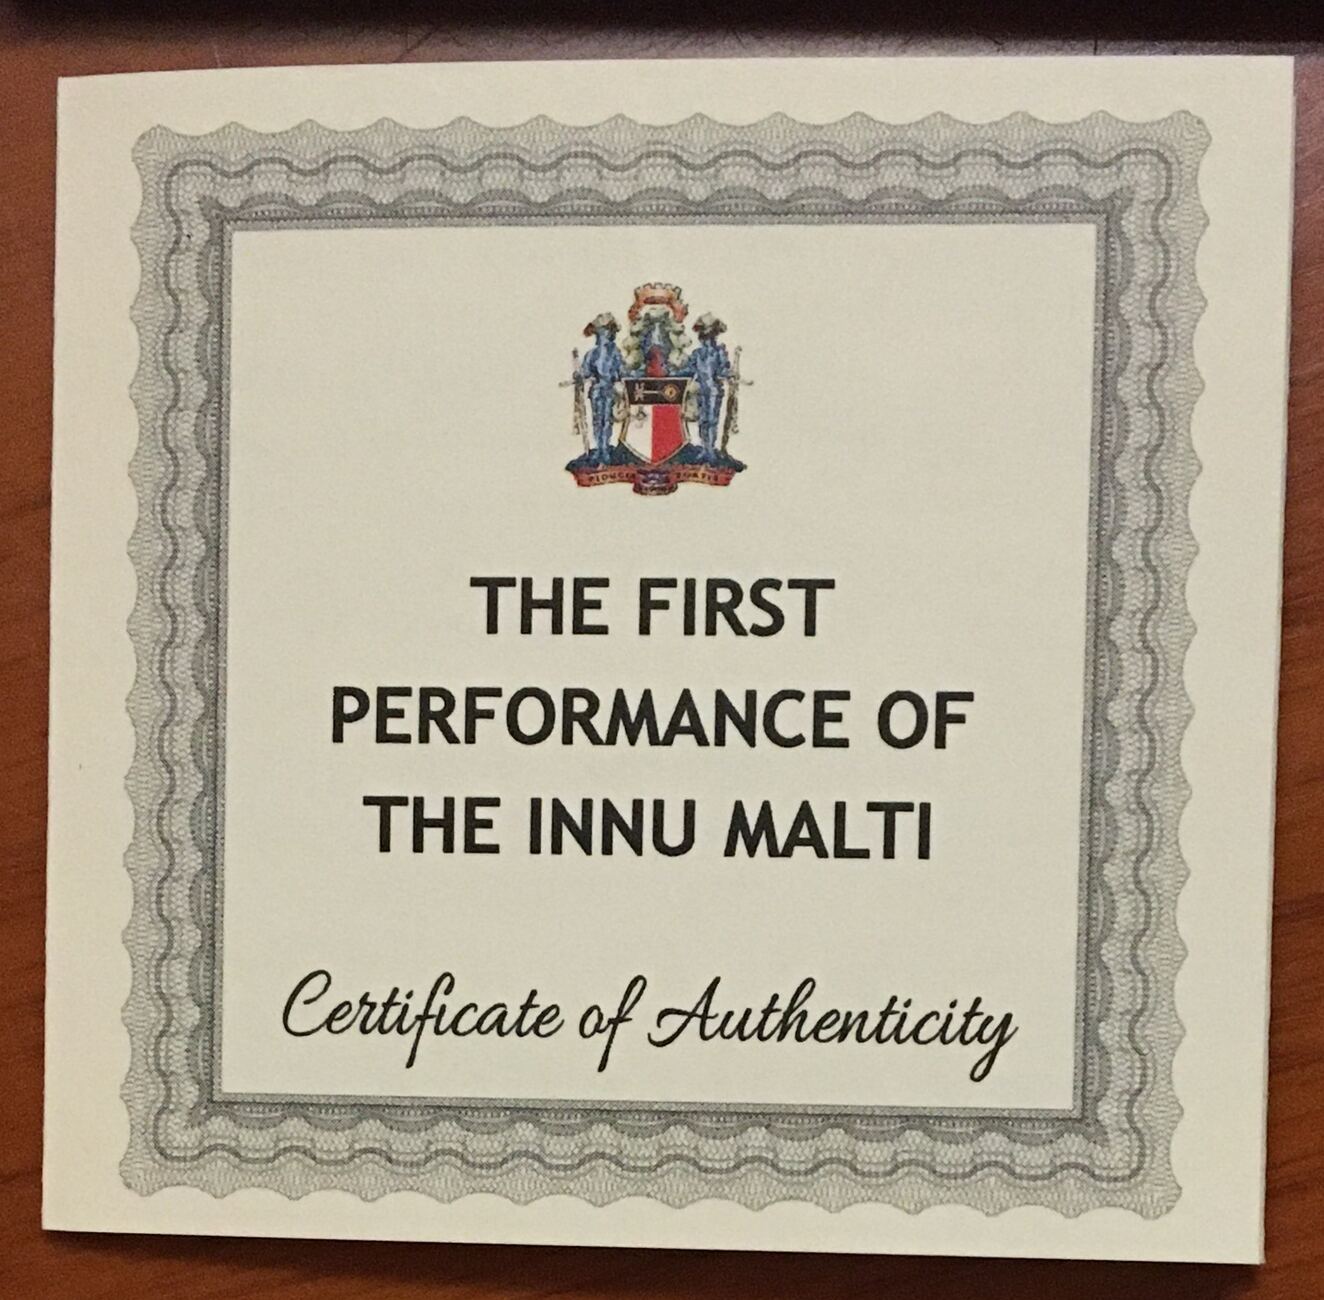 THE FIRST
PERFORMANCE OF
THE INNU MALTI
Certificate of Authenticity